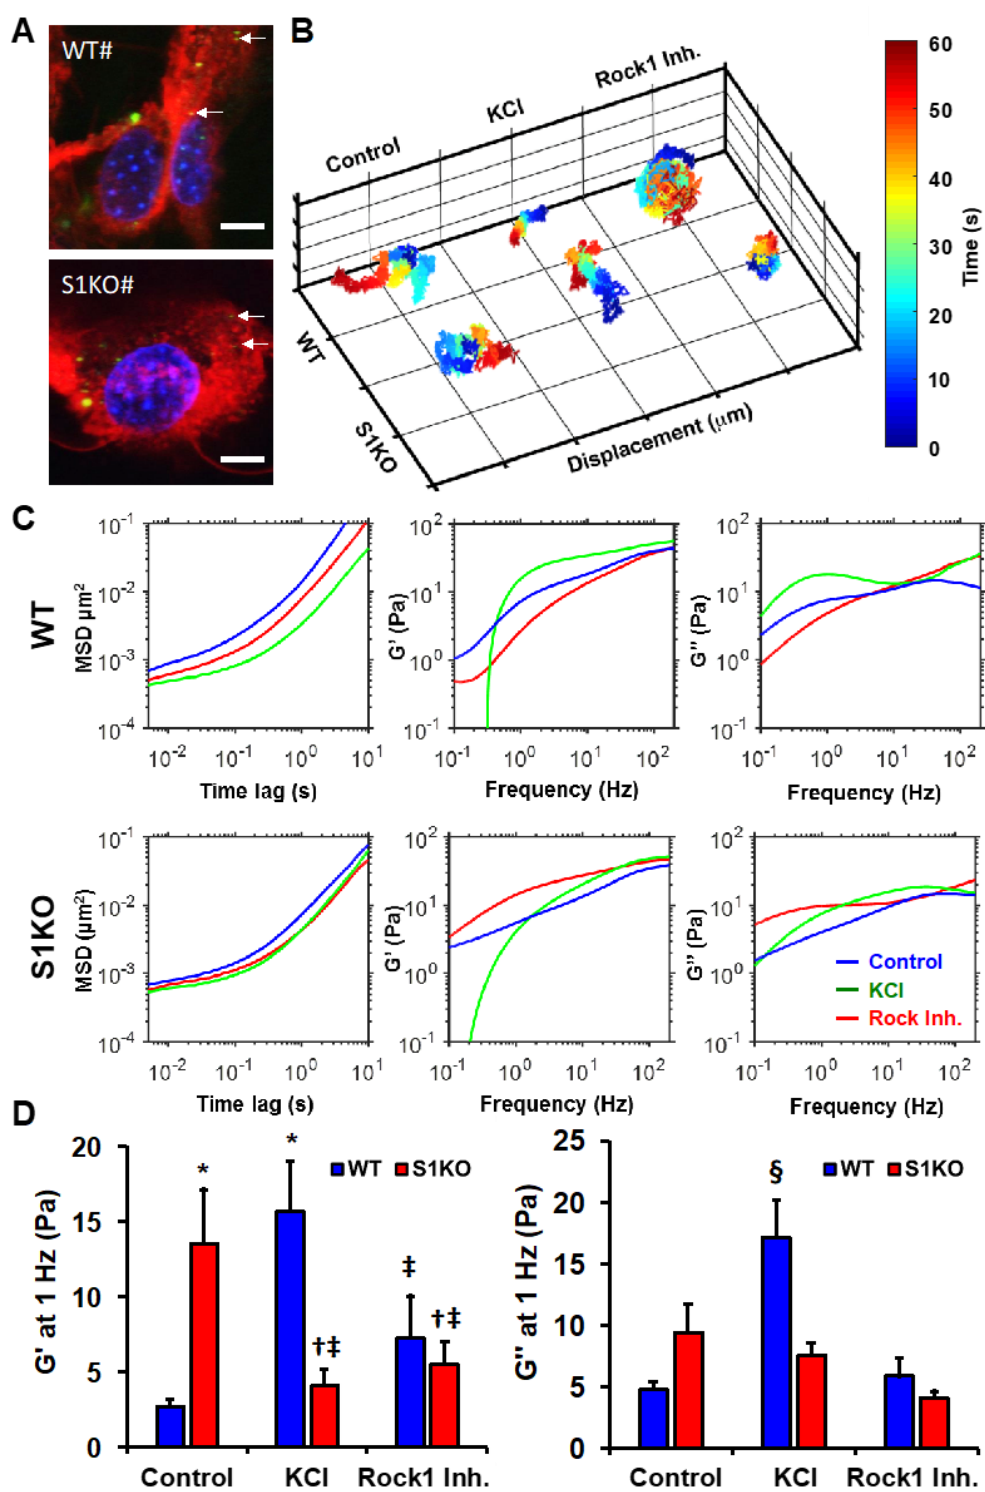 A
WT#
S1KO#
B
Control
KCl
Rock1 Inh.
WT
S1KO
Displacement (μm)
60
50
40
30
20
10
0
Time (s)
C
WT
MSD μm²
10⁻¹
10⁻²
10⁻³
10⁻⁴
10⁻² 10⁻¹ 10⁰ 10¹
Time lag (s)
G' (Pa)
10²
10¹
10⁰
10⁻¹
10⁻¹ 10⁰ 10¹ 10²
Frequency (Hz)
G" (Pa)
10²
10¹
10⁰
10⁻¹
10⁻¹ 10⁰ 10¹ 10²
Frequency (Hz)
S1KO
MSD (μm²)
10⁻¹
10⁻²
10⁻³
10⁻⁴
10⁻² 10⁻¹ 10⁰ 10¹
Time lag (s)
G' (Pa)
10²
10¹
10⁰
10⁻¹
10⁻¹ 10⁰ 10¹ 10²
Frequency (Hz)
G" (Pa)
10²
10¹
10⁰
10⁻¹
10⁻¹ 10⁰ 10¹ 10²
Frequency (Hz)
Control
KCl
Rock Inh.
D
G' at 1 Hz (Pa)
20
15
10
5
0
* * ‡ †‡ †‡
WT S1KO
Control KCl Rock1 Inh.
G" at 1 Hz (Pa)
25
20
15
10
5
0
§
WT S1KO
Control KCl Rock1 Inh.